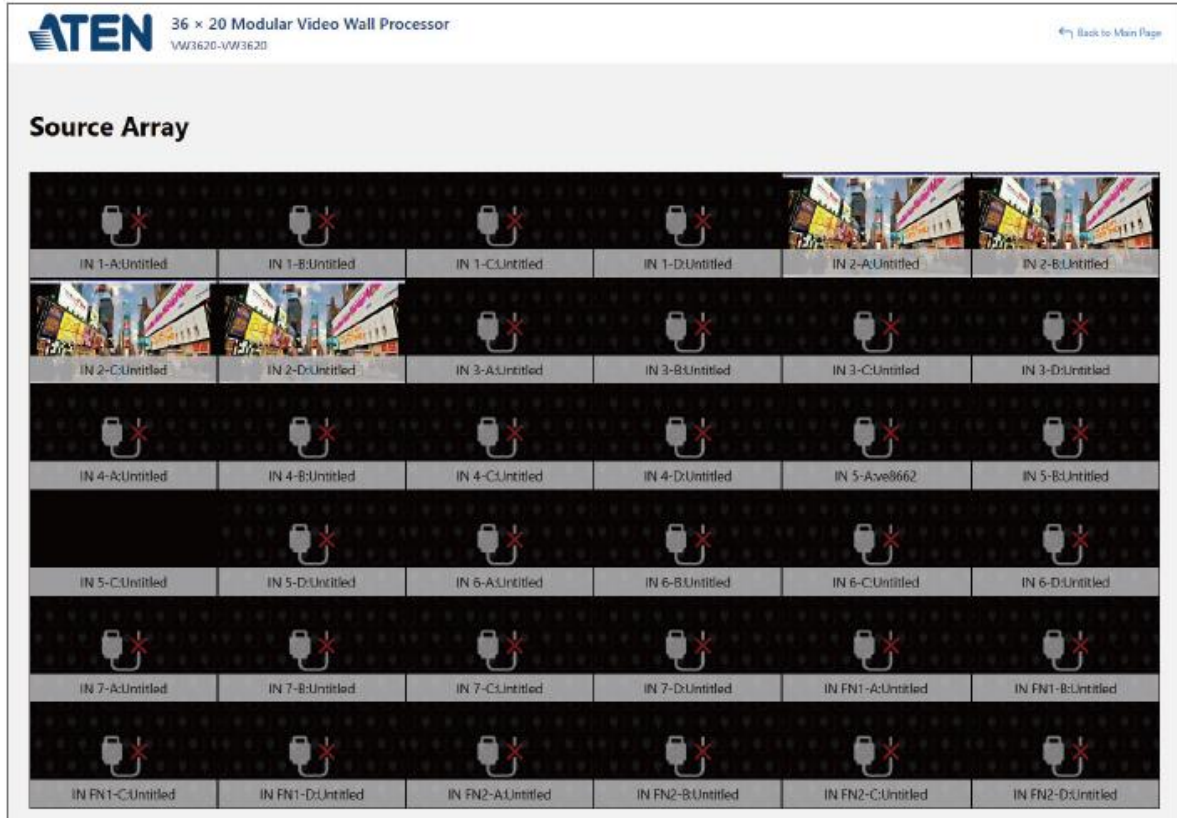 ATEN
36 × 20 Modular Video Wall Processor
VW3620-VW3620
Back to Main Page
Source Array
IN 1-A:Untitled
IN 1-B:Untitled
IN 1-C:Untitled
IN 1-D:Untitled
IN 2-A:Untitled
IN 2-B:Untitled
IN 2-C:Untitled
IN 2-D:Untitled
IN 3-A:Untitled
IN 3-B:Untitled
IN 3-C:Untitled
IN 3-D:Untitled
IN 4-A:Untitled
IN 4-B:Untitled
IN 4-C:Untitled
IN 4-D:Untitled
IN 5-A:ve8662
IN 5-B:Untitled
IN 5-C:Untitled
IN 5-D:Untitled
IN 6-A:Untitled
IN 6-B:Untitled
IN 6-C:Untitled
IN 6-D:Untitled
IN 7-A:Untitled
IN 7-B:Untitled
IN 7-C:Untitled
IN 7-D:Untitled
IN FN1-A:Untitled
IN FN1-B:Untitled
IN FN1-C:Untitled
IN FN1-D:Untitled
IN FN2-A:Untitled
IN FN2-B:Untitled
IN FN2-C:Untitled
IN FN2-D:Untitled